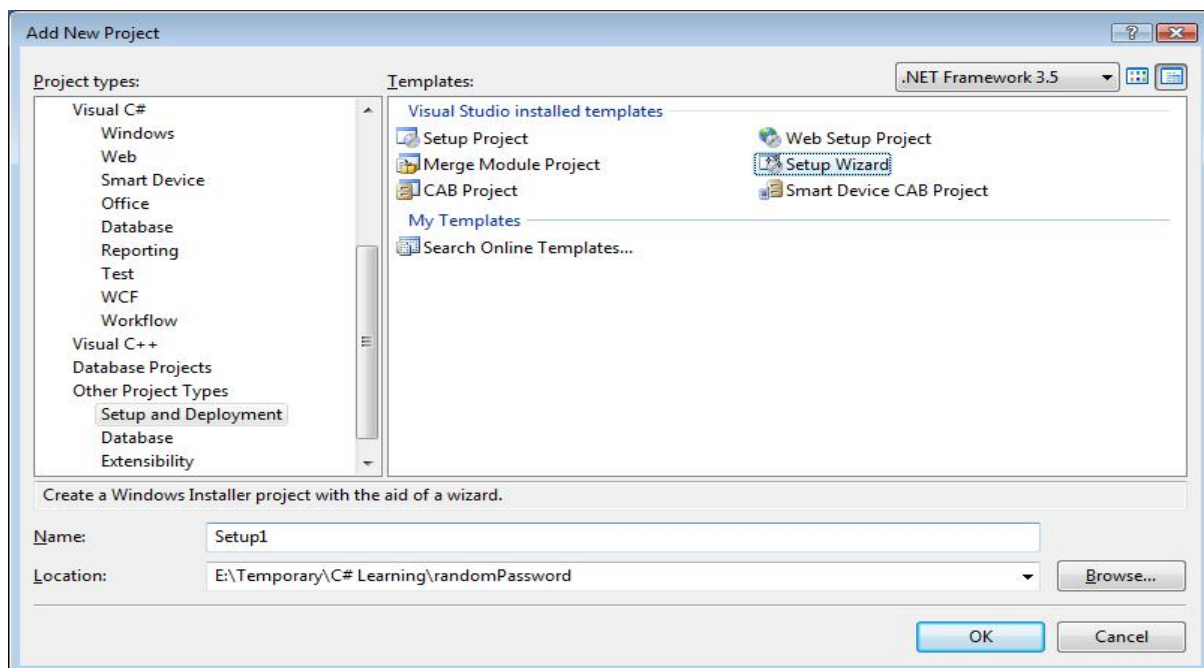 Add New Project
Project types:
Templates:
.NET Framework 3.5
Visual C#
Windows
Web
Smart Device
Office
Database
Reporting
Test
WCF
Workflow
Visual C++
Database Projects
Other Project Types
Setup and Deployment
Database
Extensibility
Visual Studio installed templates
Setup Project
Web Setup Project
Merge Module Project
Setup Wizard
CAB Project
Smart Device CAB Project
My Templates
Search Online Templates...
Create a Windows Installer project with the aid of a wizard.
Name:
Setup1
Location:
E:\Temporary\C# Learning\randomPassword
Browse...
OK
Cancel